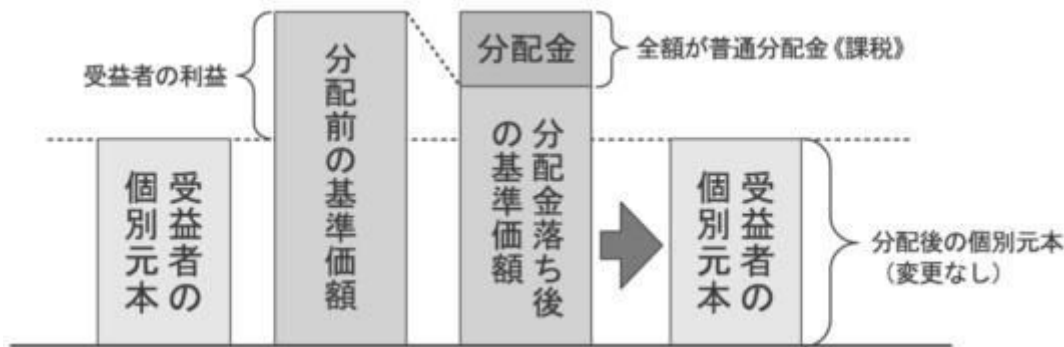 受益者の利益
受益者の
個別元本
分配前の基準価額
分配金
全額が普通分配金《課税》
分配金落ち後
の基準価額
受益者の
個別元本
分配後の個別元本
（変更なし）